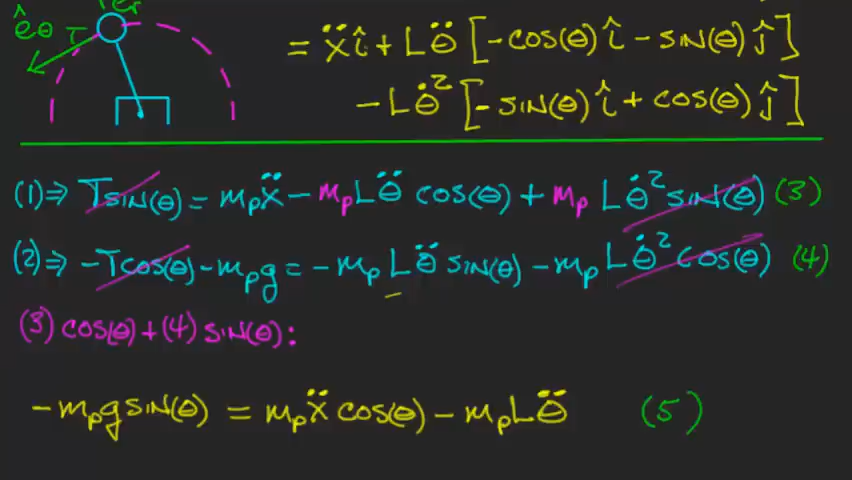 êθ T
= ẍî + Lθ̈ [-cos(θ)î - sin(θ)ĵ]
- Lθ̇² [-sin(θ)î + cos(θ)ĵ]
(1)⇒ Tsin(θ) = mₚẍ - mₚLθ̈ cos(θ) + mₚ Lθ̇² sin(θ) (3)
(2)⇒ -Tcos(θ) - mₚg = -mₚ Lθ̈ sin(θ) - mₚ Lθ̇² cos(θ) (4)
(3) cos(θ) + (4) sin(θ):
-mₚg sin(θ) = mₚẍ cos(θ) - mₚLθ̈ (5)